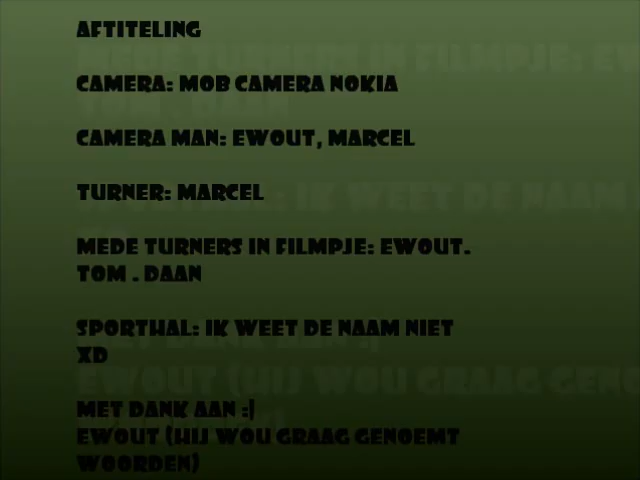 AFTITELING
CAMERA: MOB CAMERA NOKIA
CAMERA MAN: EWOUT, MARCEL
TURNER: MARCEL
MEDE TURNERS IN FILMPJE: EWOUT.
TOM . DAAN
SPORTHAL: IK WEET DE NAAM NIET
XD
MET DANK AAN :|
EWOUT (HIJ WOU GRAAG GENOEMT
WOORDEN)